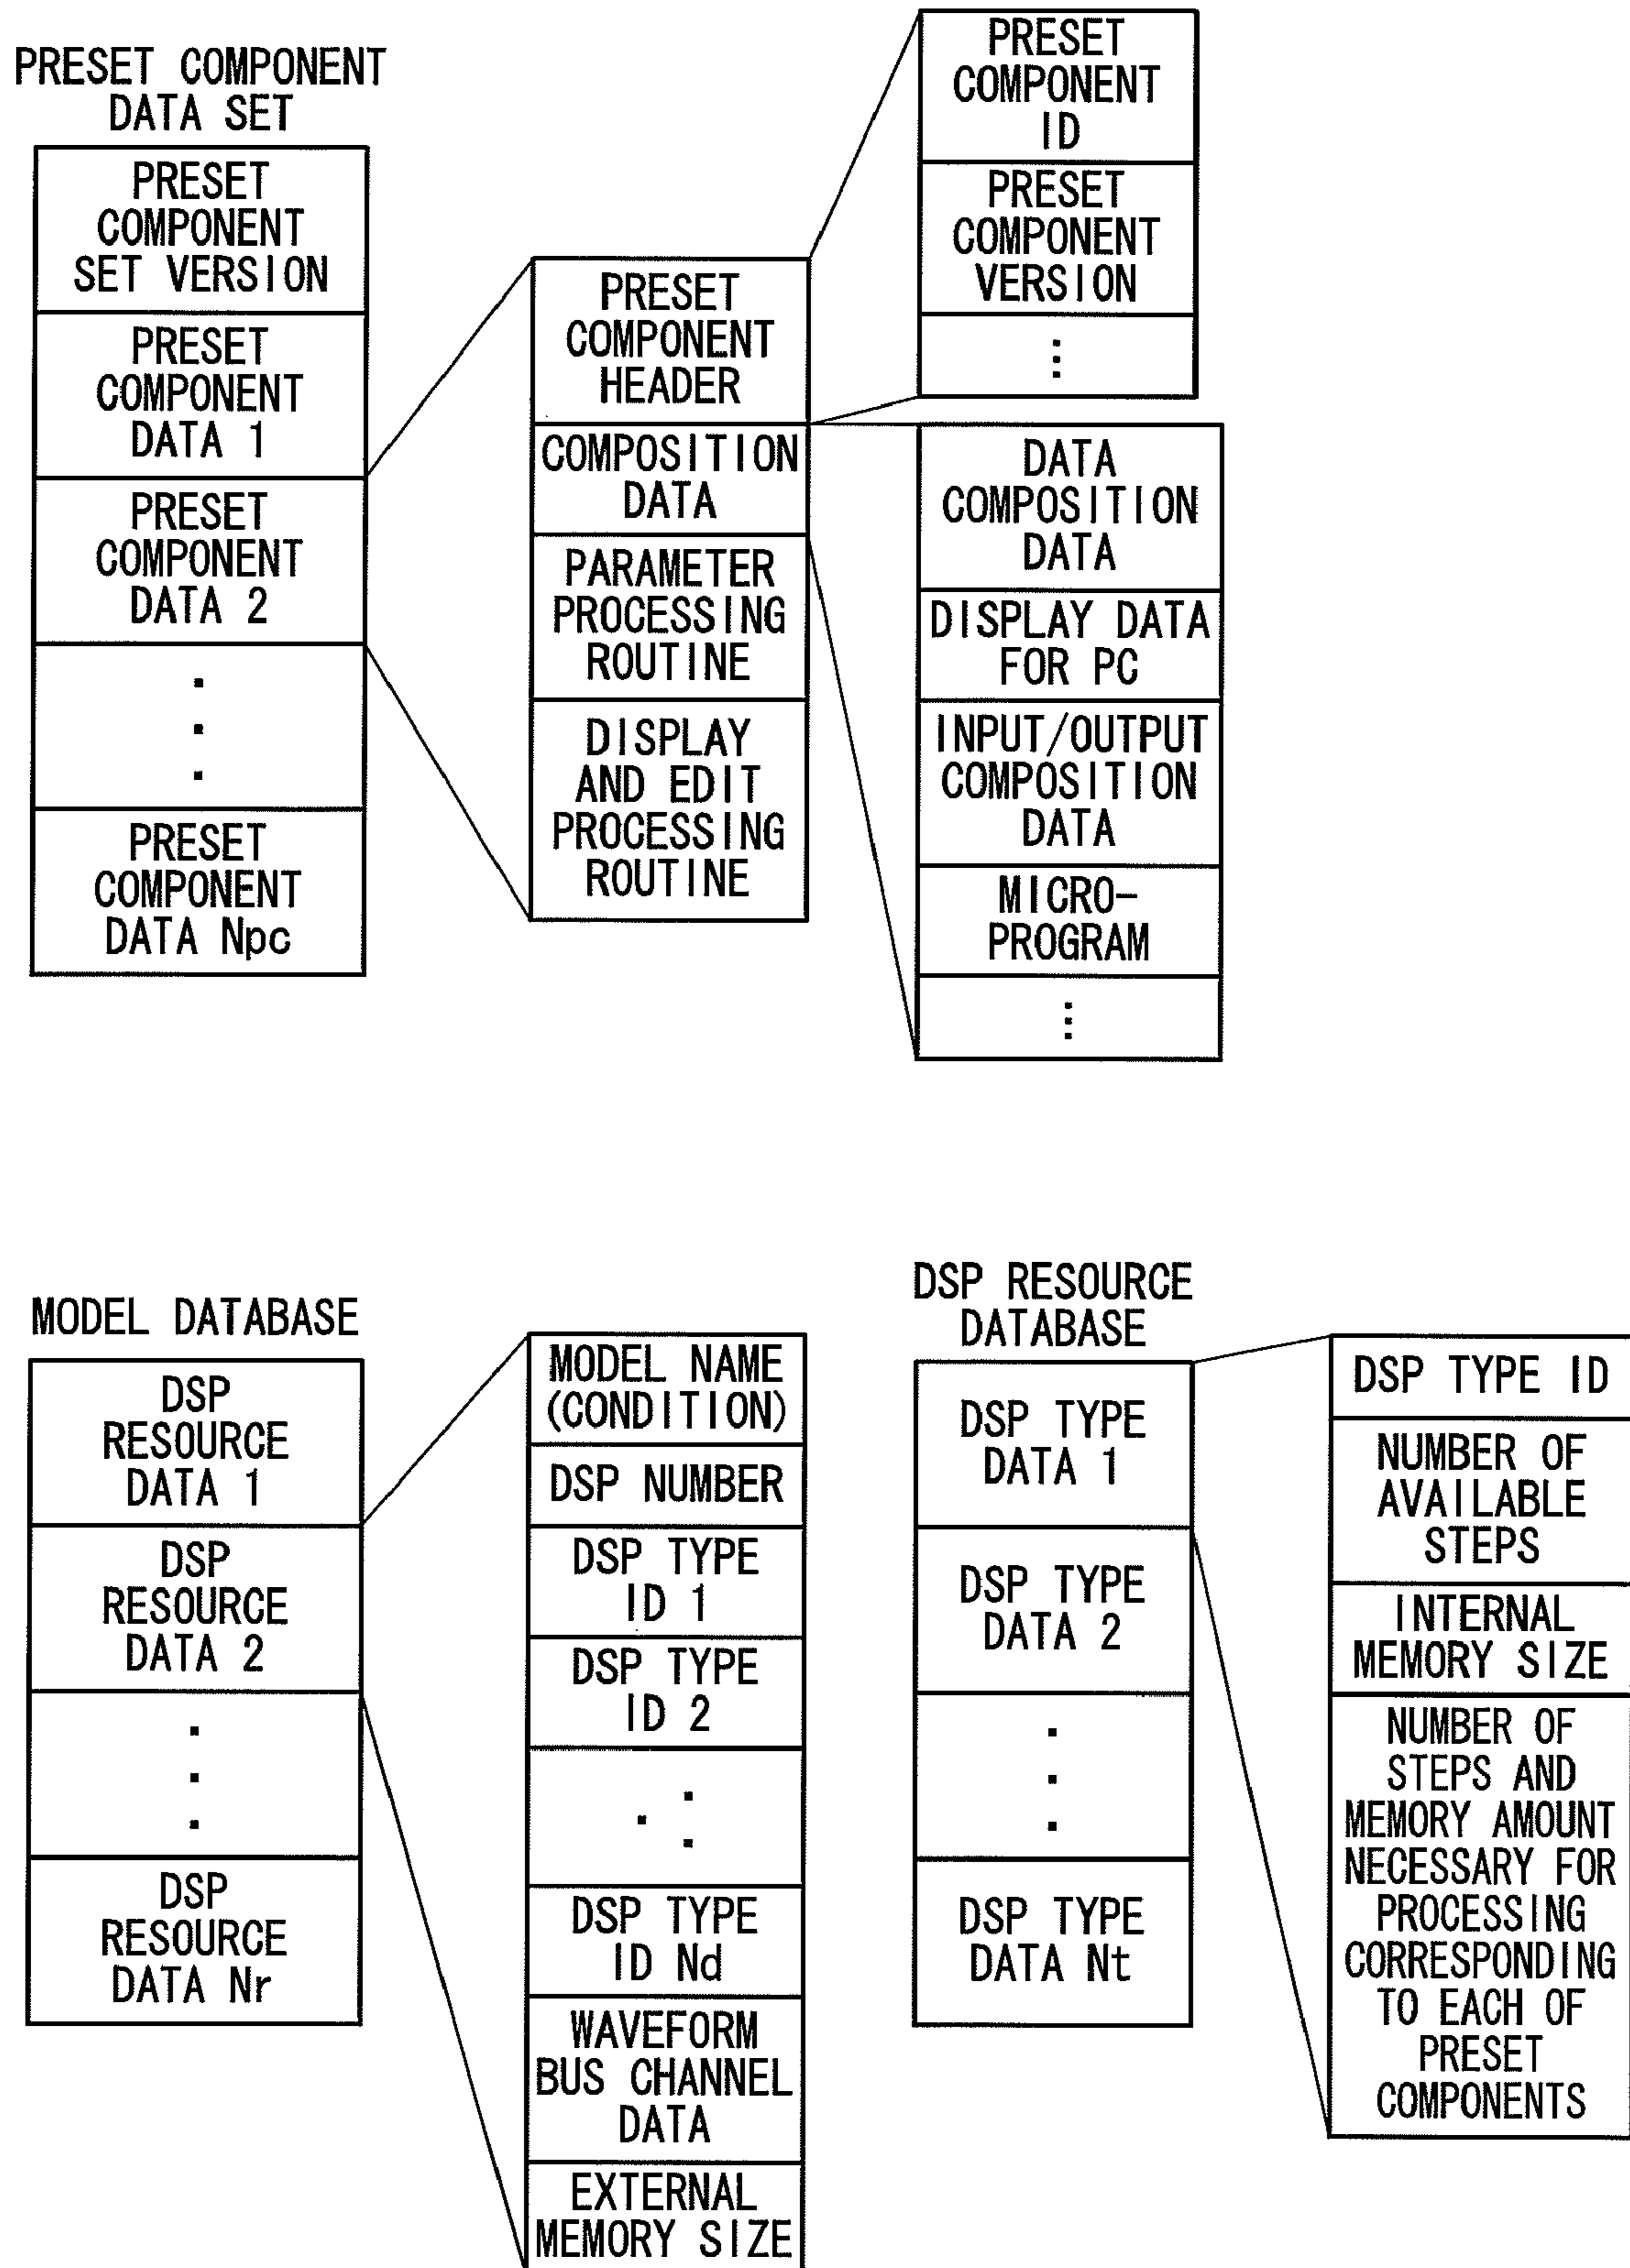 PRESET COMPONENT
DATA SET
PRESET
COMPONENT
SET VERSION
PRESET
COMPONENT
DATA 1
PRESET
COMPONENT
DATA 2
PRESET
COMPONENT
DATA Npc
PRESET
COMPONENT
HEADER
COMPOSITION
DATA
PARAMETER
PROCESSING
ROUTINE
DISPLAY
AND EDIT
PROCESSING
ROUTINE
PRESET
COMPONENT
ID
PRESET
COMPONENT
VERSION
DATA
COMPOSITION
DATA
DISPLAY DATA
FOR PC
INPUT/OUTPUT
COMPOSITION
DATA
MICRO-
PROGRAM
MODEL DATABASE
DSP
RESOURCE
DATA 1
DSP
RESOURCE
DATA 2
DSP
RESOURCE
DATA Nr
MODEL NAME
(CONDITION)
DSP NUMBER
DSP TYPE
ID 1
DSP TYPE
ID 2
DSP TYPE
ID Nd
WAVEFORM
BUS CHANNEL
DATA
EXTERNAL
MEMORY SIZE
DSP RESOURCE
DATABASE
DSP TYPE
DATA 1
DSP TYPE
DATA 2
DSP TYPE
DATA Nt
DSP TYPE ID
NUMBER OF
AVAILABLE
STEPS
INTERNAL
MEMORY SIZE
NUMBER OF
STEPS AND
MEMORY AMOUNT
NECESSARY FOR
PROCESSING
CORRESPONDING
TO EACH OF
PRESET
COMPONENTS